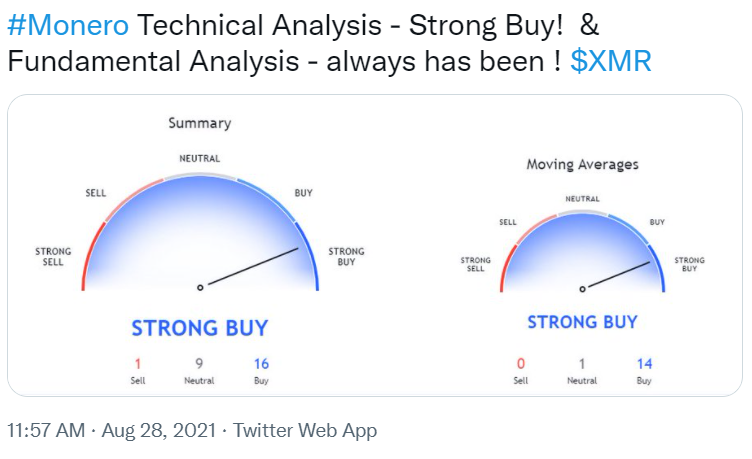 #Monero Technical Analysis - Strong Buy! &
Fundamental Analysis - always has been ! $XMR
Summary
NEUTRAL
SELL
BUY
STRONG
SELL
STRONG
BUY
STRONG BUY
1
9
16
Sell
Neutral
Buy
Moving Averages
NEUTRAL
SELL
BUY
STRONG
SELL
STRONG
BUY
STRONG BUY
0
1
14
Sell
Neutral
Buy
11:57 AM · Aug 28, 2021 · Twitter Web App